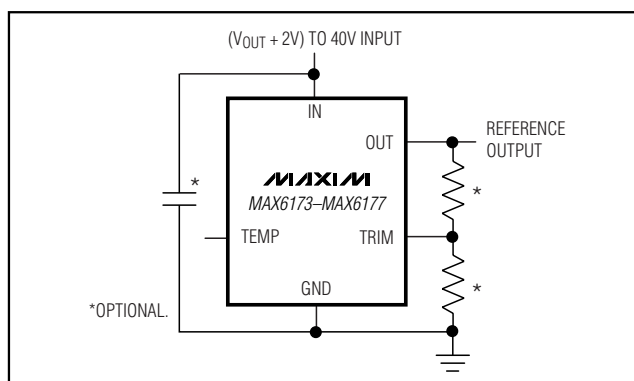 (VOUT + 2V) TO 40V INPUT
IN
OUT
REFERENCE
OUTPUT
*
MAXIM
*
MAX6173–MAX6177
TEMP
TRIM
*
GND
*OPTIONAL.